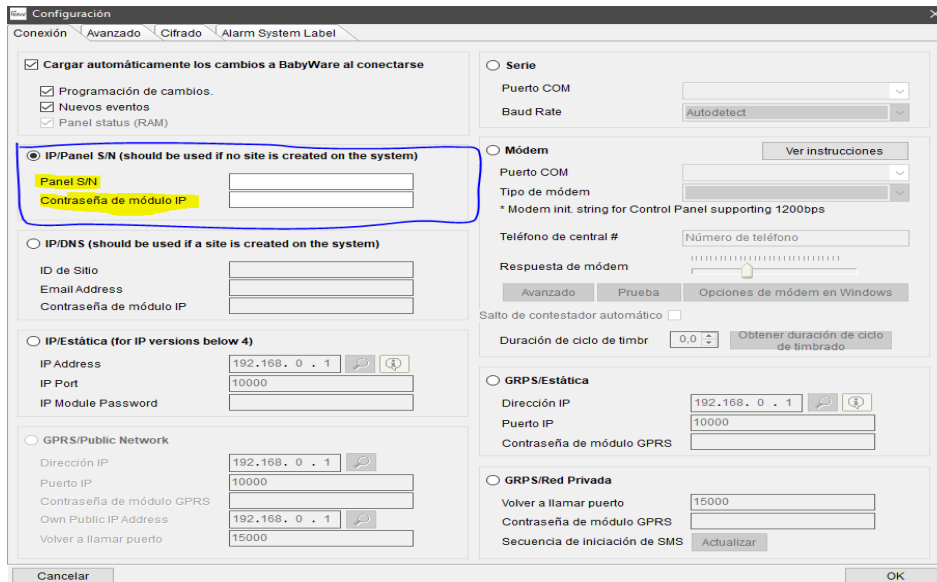 Configuración
Conexión Avanzado Cifrado Alarm System Label
Cargar automáticamente los cambios a BabyWare al conectarse
Programación de cambios.
Nuevos eventos
Panel status (RAM)
IP/Panel S/N (should be used if no site is created on the system)
Panel S/N
Contraseña de módulo IP
IP/DNS (should be used if a site is created on the system)
ID de Sitio
Email Address
Contraseña de módulo IP
IP/Estática (for IP versions below 4)
IP Address 192.168. 0 . 1
IP Port 10000
IP Module Password
GPRS/Public Network
Dirección IP 192.168. 0 . 1
Puerto IP 10000
Contraseña de módulo GPRS
Own Public IP Address 192.168. 0 . 1
Volver a llamar puerto 15000
Serie
Puerto COM
Baud Rate Autodetect
Módem Ver instrucciones
Puerto COM
Tipo de módem
* Modem init. string for Control Panel supporting 1200bps
Teléfono de central # Número de teléfono
Respuesta de módem
Avanzado Prueba Opciones de módem en Windows
Salto de contestador automático
Duración de ciclo de timbr 0,0 Obtener duración de ciclo
de timbrado
GRPS/Estática
Dirección IP 192.168. 0 . 1
Puerto IP 10000
Contraseña de módulo GPRS
GRPS/Red Privada
Volver a llamar puerto 15000
Contraseña de módulo GPRS
Secuencia de iniciación de SMS Actualizar
Cancelar OK